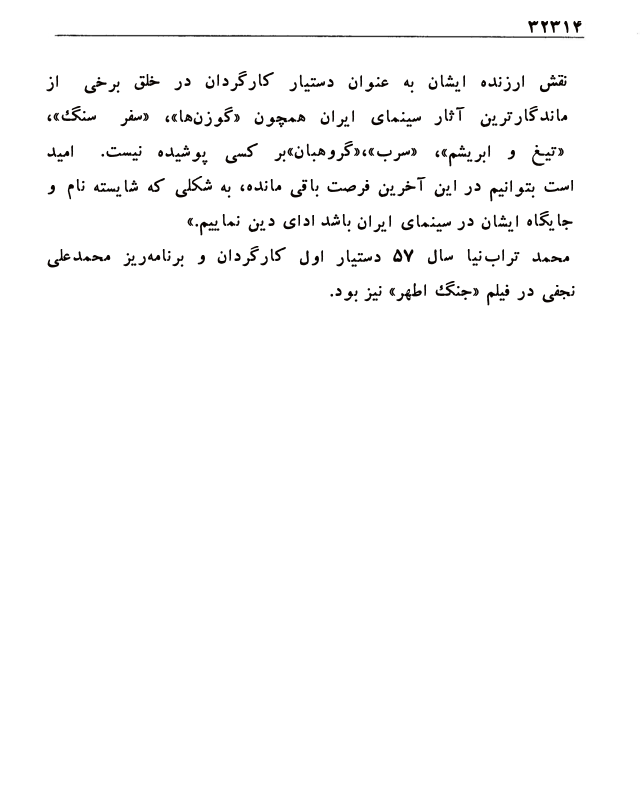 ۳۲۳۱۴
نقش ارزنده ایشان به عنوان دستیار کارگردان در خلق برخی از
ماندگارترین آثار سینمای ایران همچون «گوزن‌ها»، «سفر سنگ»،
«تیغ و ابریشم»، «سرب»،«گروهبان»بر کسی پوشیده نیست. امید
است بتوانیم در این آخرین فرصت باقی مانده، به شکلی که شایسته نام و
جایگاه ایشان در سینمای ایران باشد ادای دین نماییم.»
محمد تراب‌نیا سال ۵۷ دستیار اول کارگردان و برنامه‌ریز محمدعلی
نجفی در فیلم «جنگ اطهر» نیز بود.